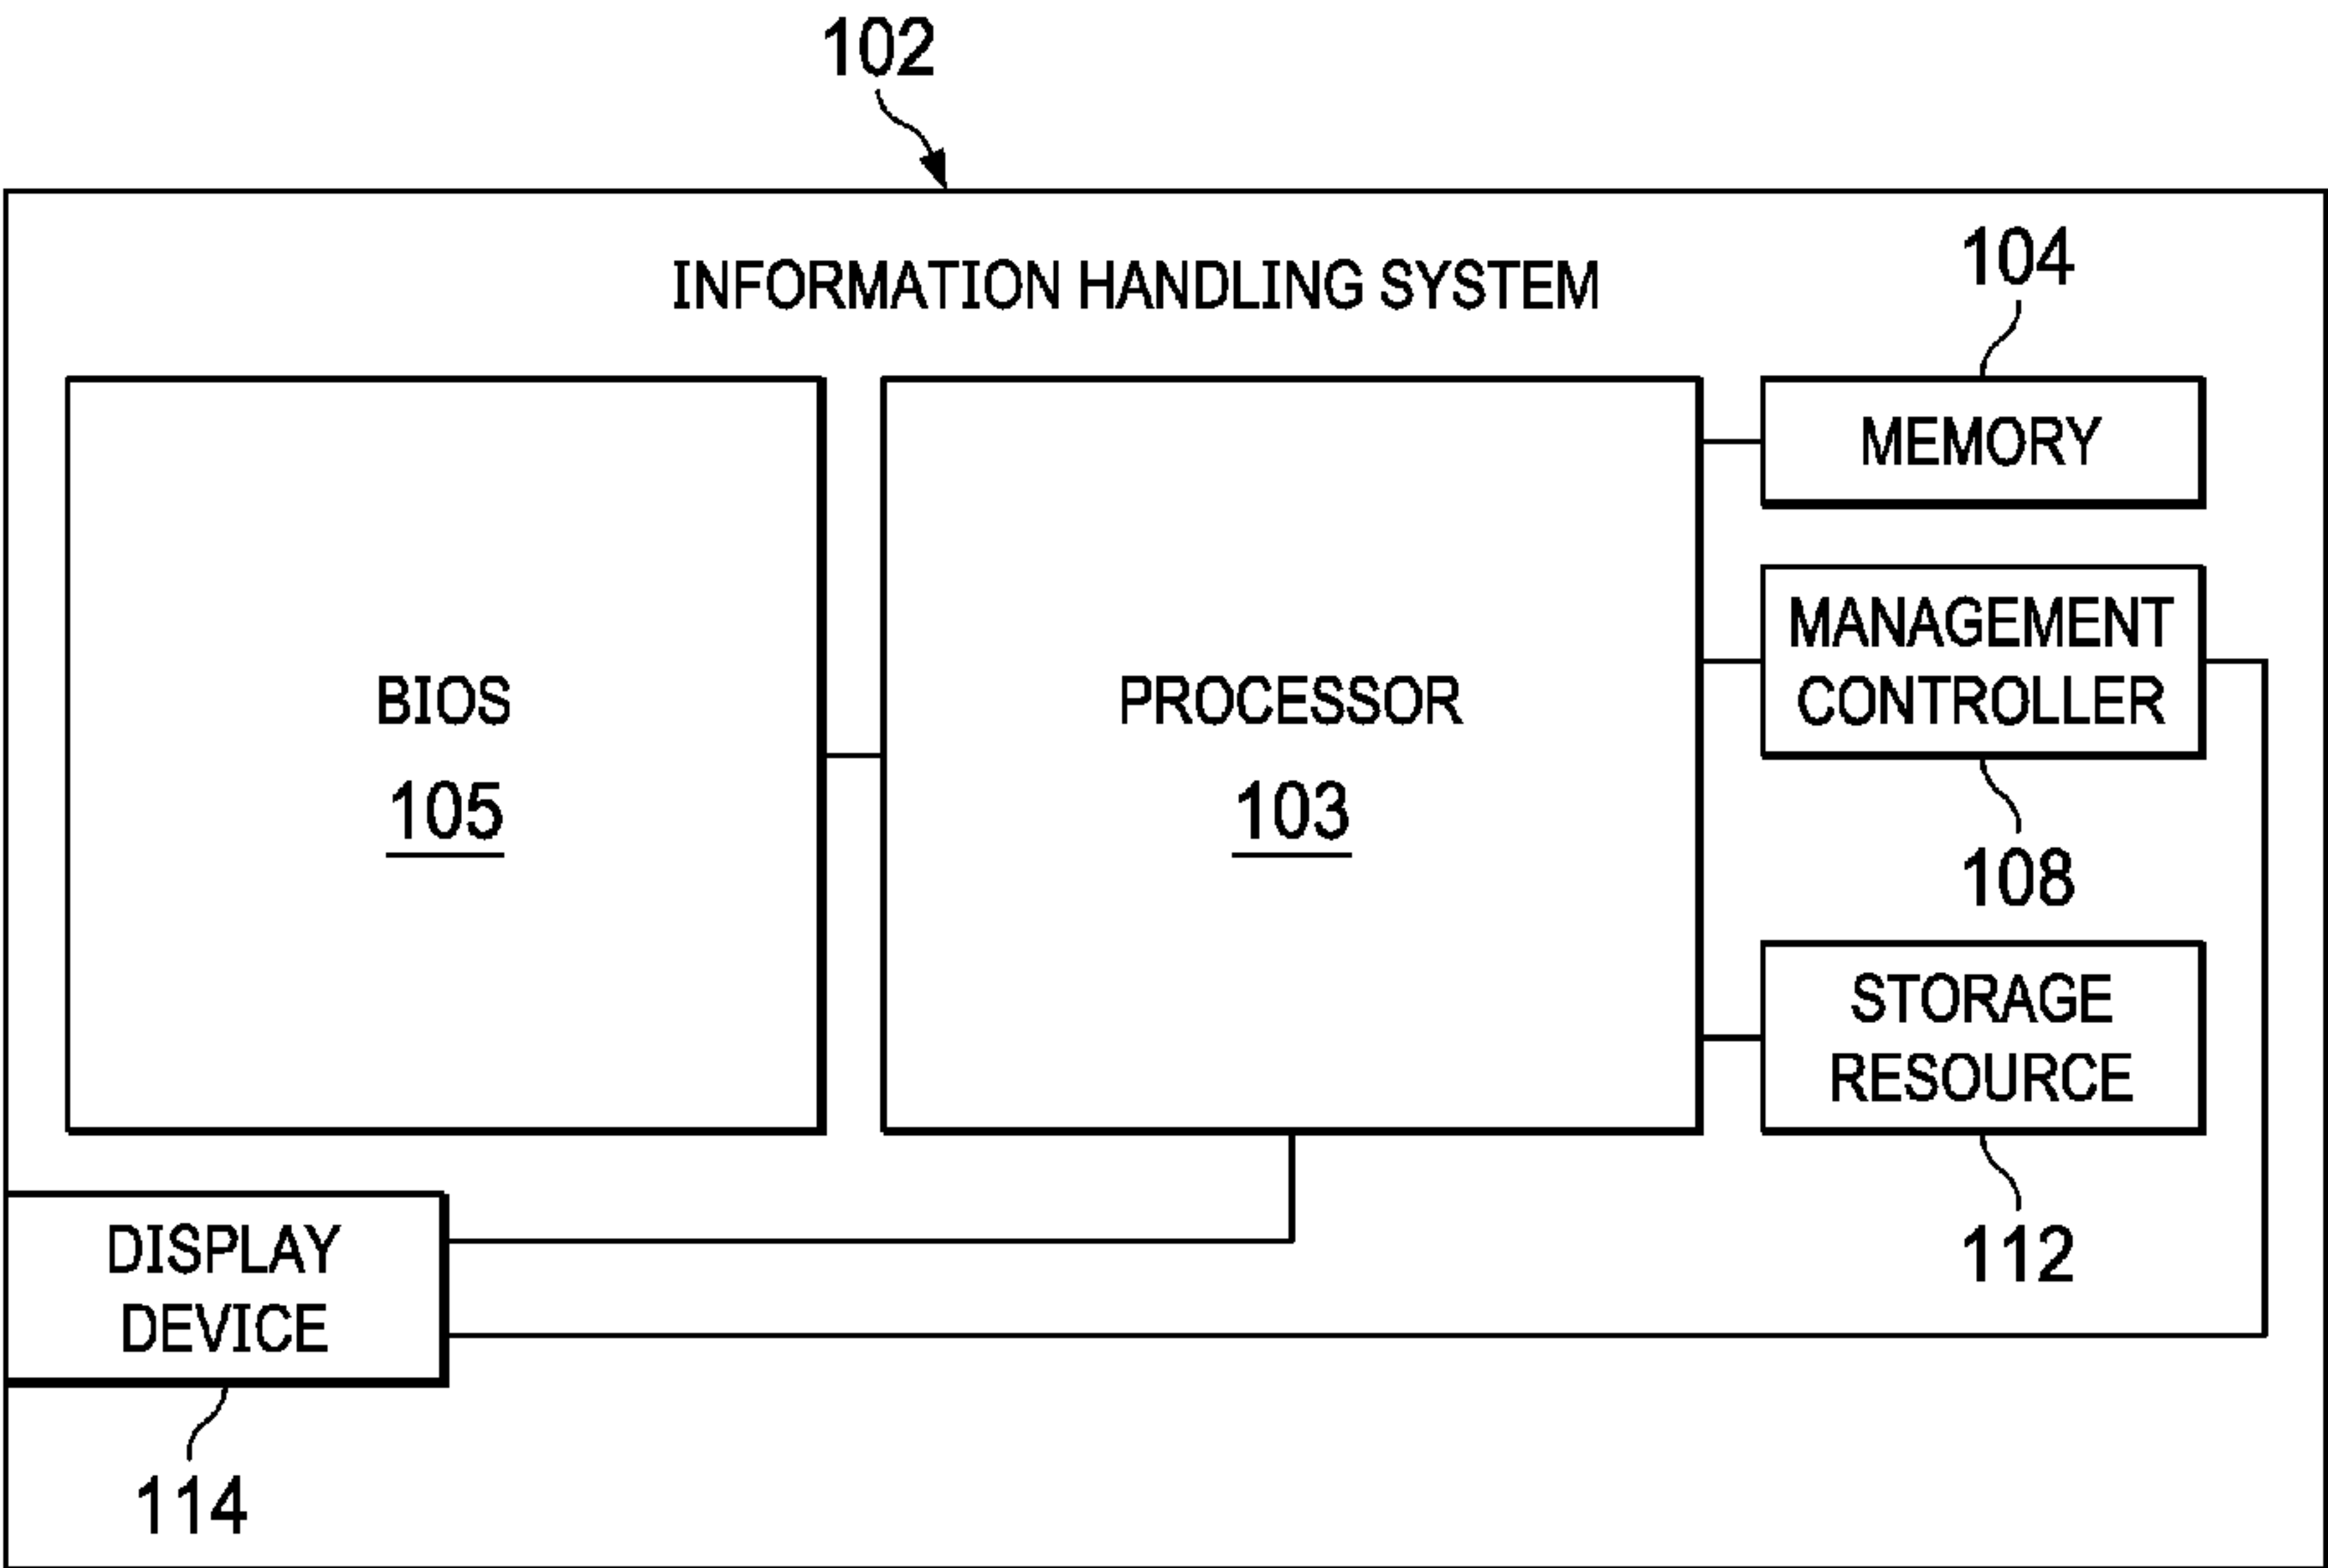 102
INFORMATION HANDLING SYSTEM
104
MEMORY
BIOS
105
PROCESSOR
103
MANAGEMENT
CONTROLLER
108
STORAGE
RESOURCE
112
DISPLAY
DEVICE
114